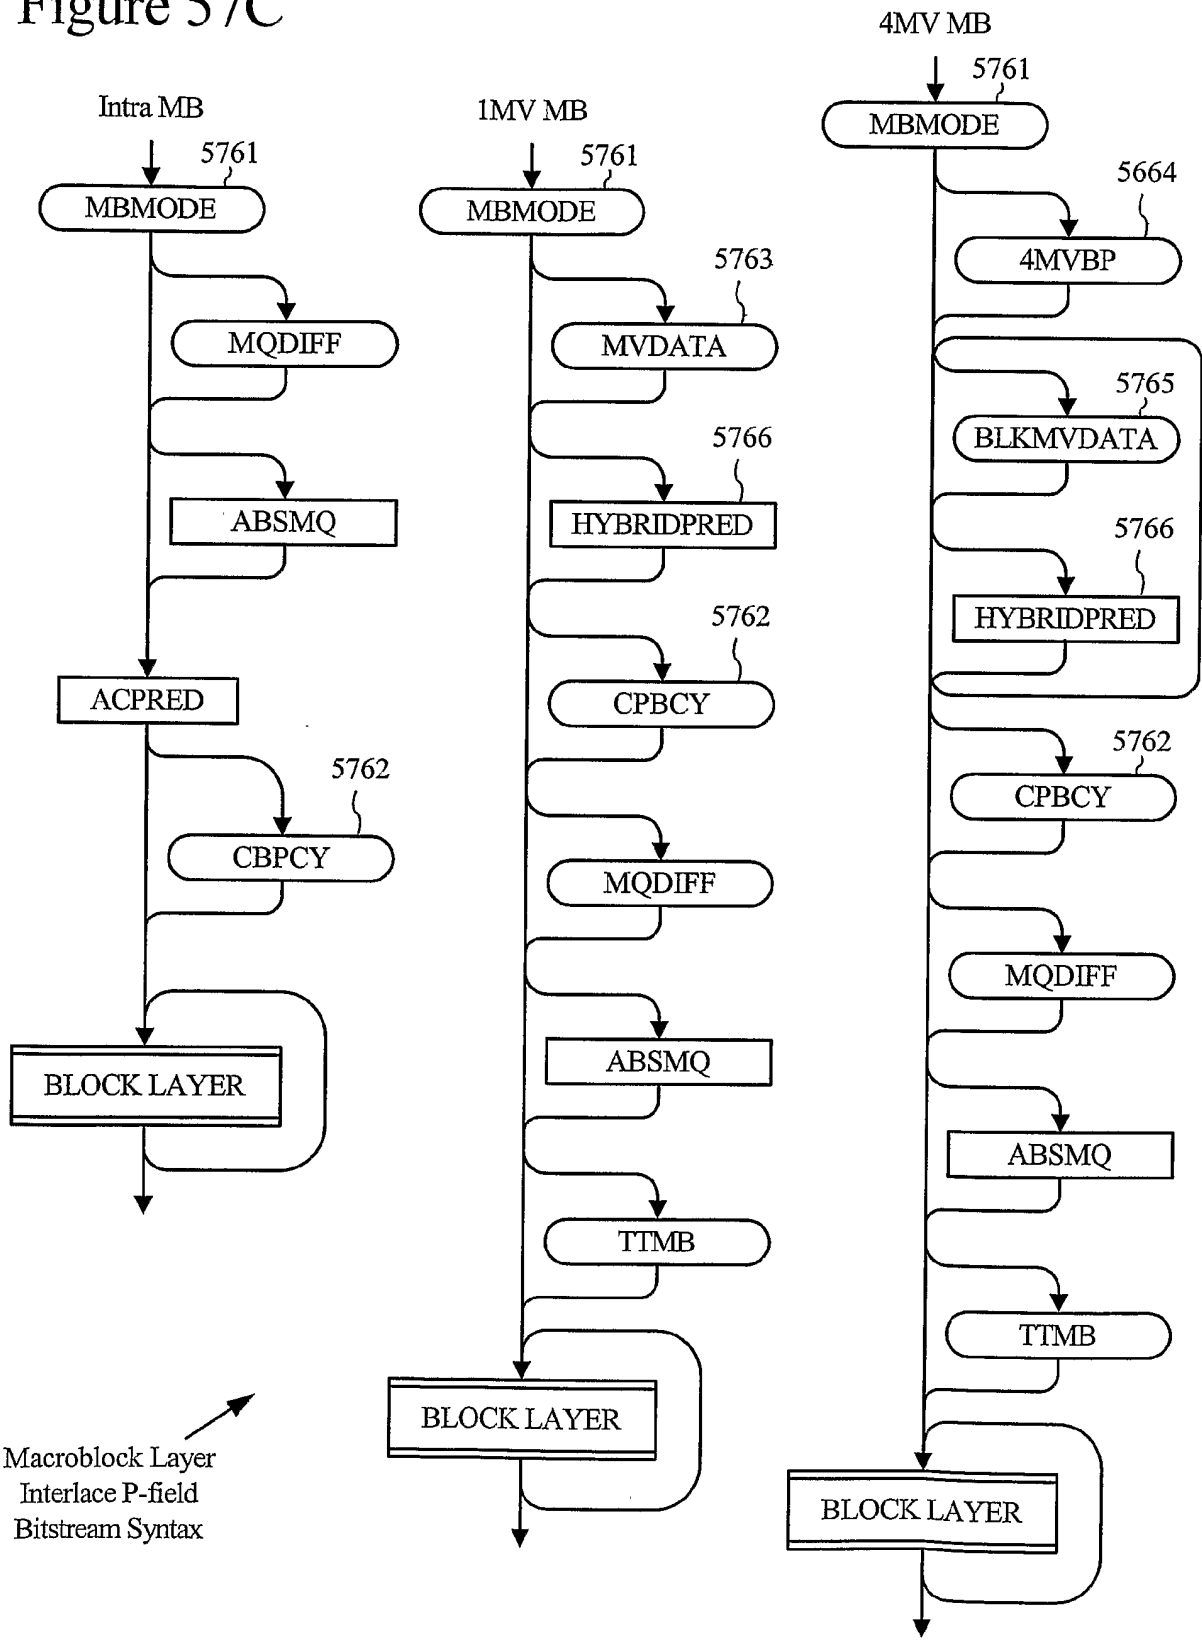 Figure 57C
Intra MB
5761
MBMODE
MQDIFF
ABSMQ
ACPRED
5762
CBPCY
BLOCK LAYER
Macroblock Layer
Interlace P-field
Bitstream Syntax
1MV MB
5761
MBMODE
5763
MVDATA
5766
HYBRIDPRED
5762
CPBCY
MQDIFF
ABSMQ
TTMB
BLOCK LAYER
4MV MB
5761
MBMODE
5664
4MVBP
5765
BLKMVDATA
5766
HYBRIDPRED
5762
CPBCY
MQDIFF
ABSMQ
TTMB
BLOCK LAYER